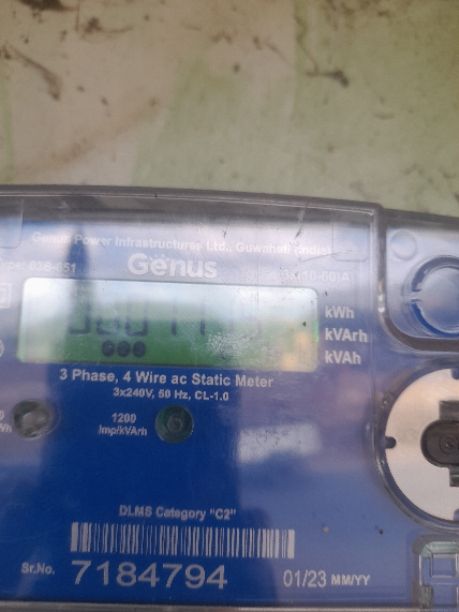 Genus Power Infrastructures Ltd., Guwahati (India)
Genus
kWh
kVArh
kVAh
3 Phase, 4 Wire ac Static Meter
3x240V, 50 Hz, CL-1.0
1200
Imp/kVArh
DLMS Category "C2"
Sr.No. 7184794 01/23 MM/YY